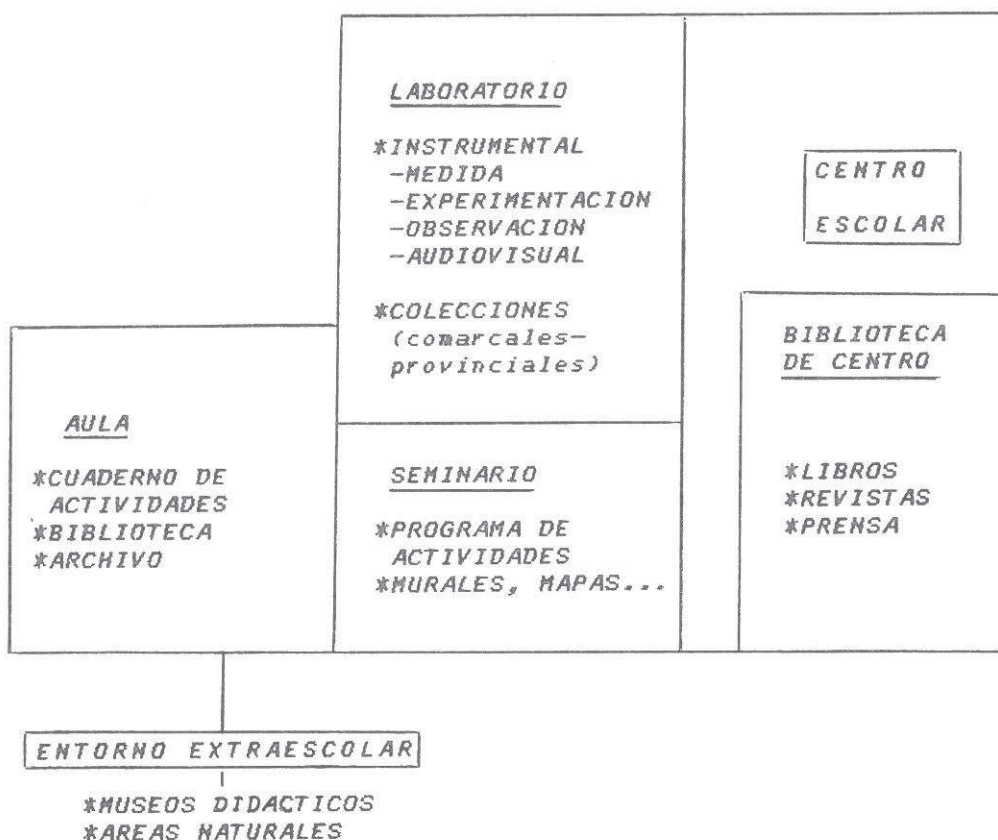 LABORATORIO
*INSTRUMENTAL
-MEDIDA
-EXPERIMENTACION
-OBSERVACION
-AUDIOVISUAL
*COLECCIONES
(comarcales-
provinciales)
CENTRO
ESCOLAR
BIBLIOTECA
DE CENTRO
*LIBROS
*REVISTAS
*PRENSA
AULA
*CUADERNO DE
ACTIVIDADES
*BIBLIOTECA
*ARCHIVO
SEMINARIO
*PROGRAMA DE
ACTIVIDADES
*MURALES, MAPAS...
ENTORNO EXTRAESCOLAR
*MUSEOS DIDACTICOS
*AREAS NATURALES